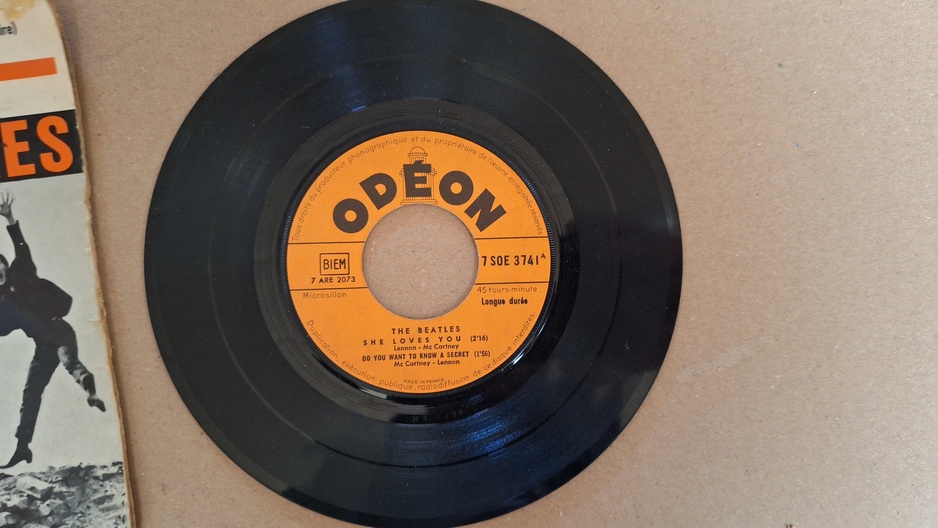 ire)
ES
Tous droits du producteur phonographique et du propriétaire de l'œuvre enregistrée réservés
ODÉON
BIEM
7 ARE 2073
7 SOE 3741 A
Microsillon
45 tours minute
Longue durée
THE BEATLES
SHE LOVES YOU (2'16)
Lennon - Mc Cartney
DO YOU WANT TO KNOW A SECRET (1'56)
Mc Cartney - Lennon
MADE IN FRANCE
Duplication, exécution publique, radiodiffusion de ce disque interdites